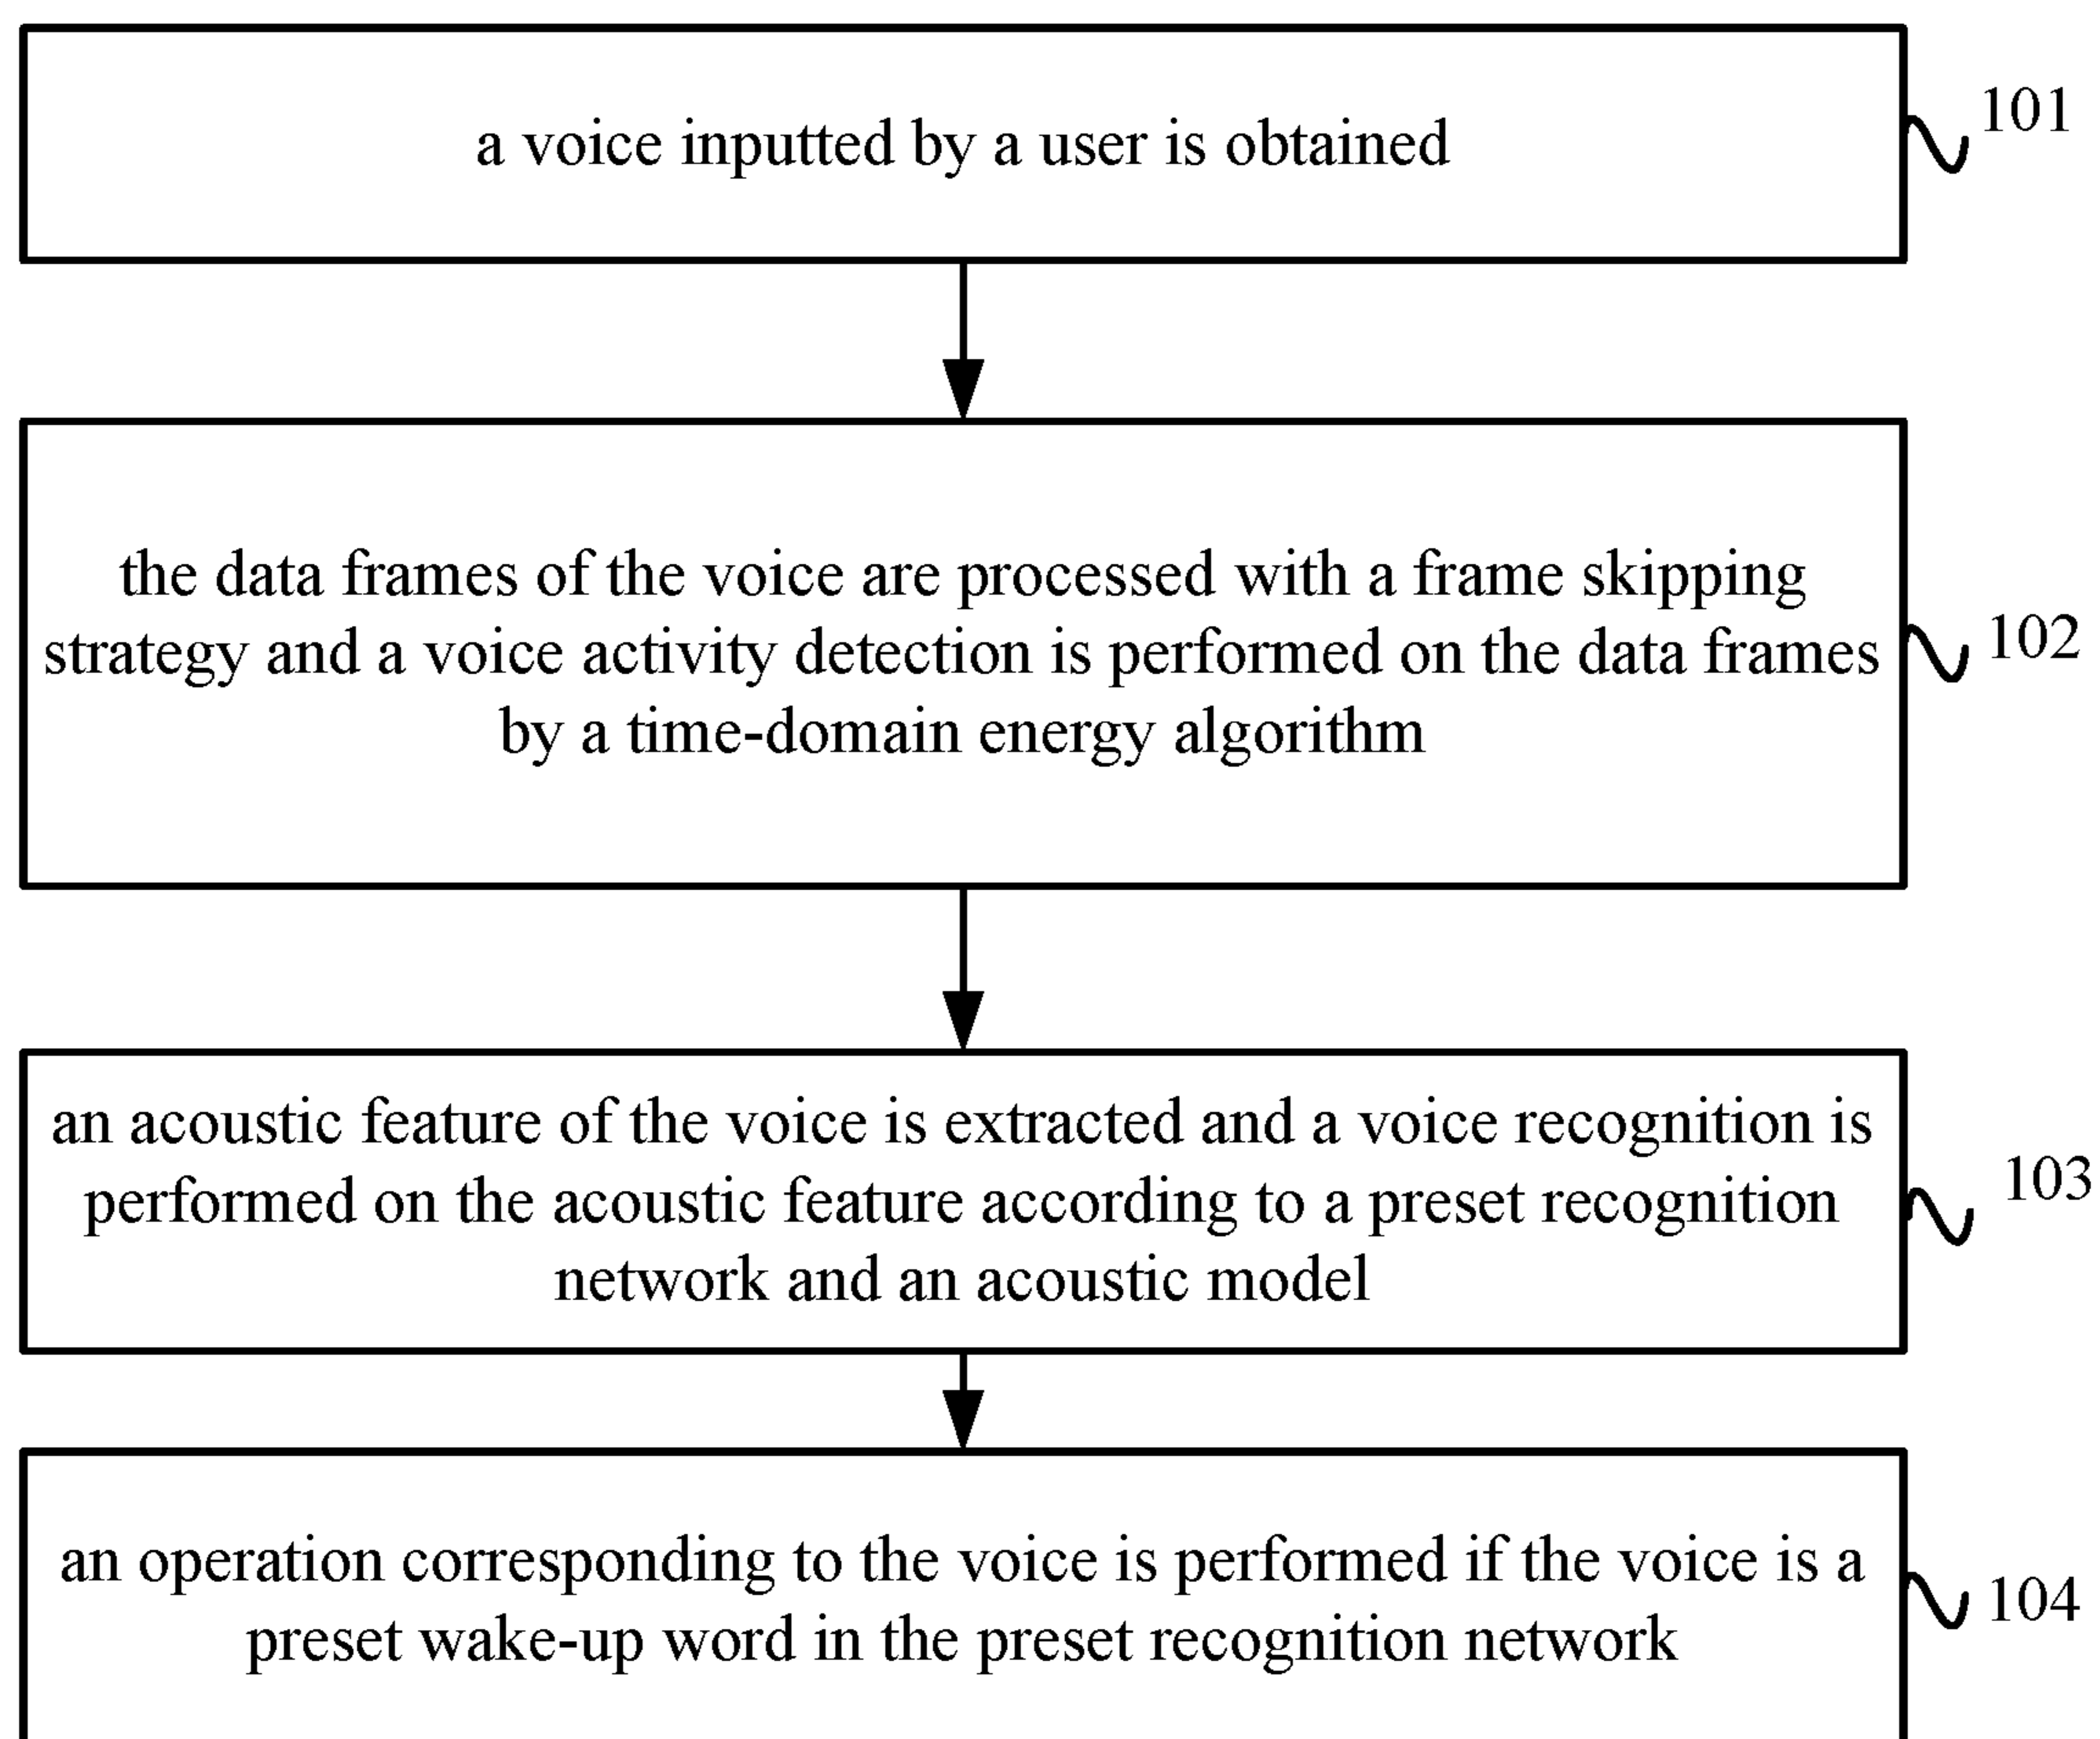 a voice inputted by a user is obtained
101
the data frames of the voice are processed with a frame skipping
strategy and a voice activity detection is performed on the data frames
by a time-domain energy algorithm
102
an acoustic feature of the voice is extracted and a voice recognition is
performed on the acoustic feature according to a preset recognition
network and an acoustic model
103
an operation corresponding to the voice is performed if the voice is a
preset wake-up word in the preset recognition network
104